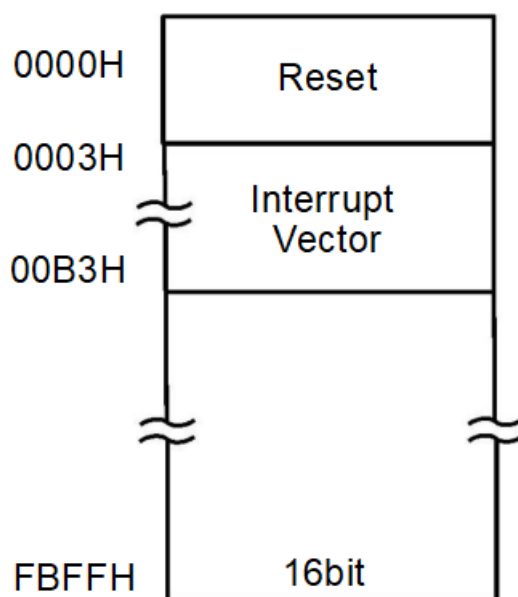 0000H
Reset
0003H
Interrupt
Vector
00B3H
FBFFH
16bit